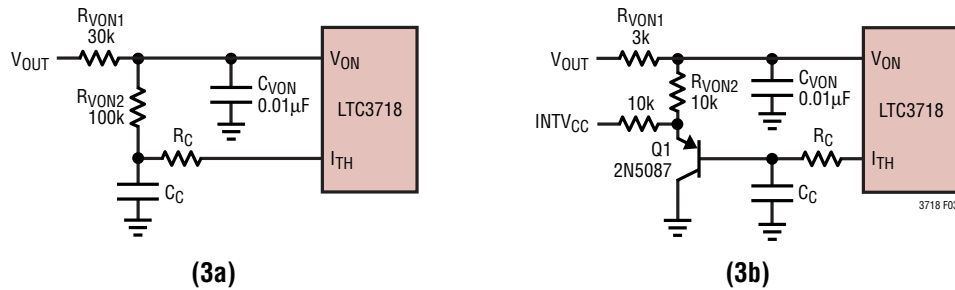 RVON1
30k
VOUT
VON
RVON2
100k
CVON
0.01µF
LTC3718
RC
ITH
CC
(3a)
RVON1
3k
VOUT
VON
RVON2
10k
CVON
0.01µF
LTC3718
10k
INTVCC
Q1
2N5087
RC
ITH
CC
3718 F03
(3b)